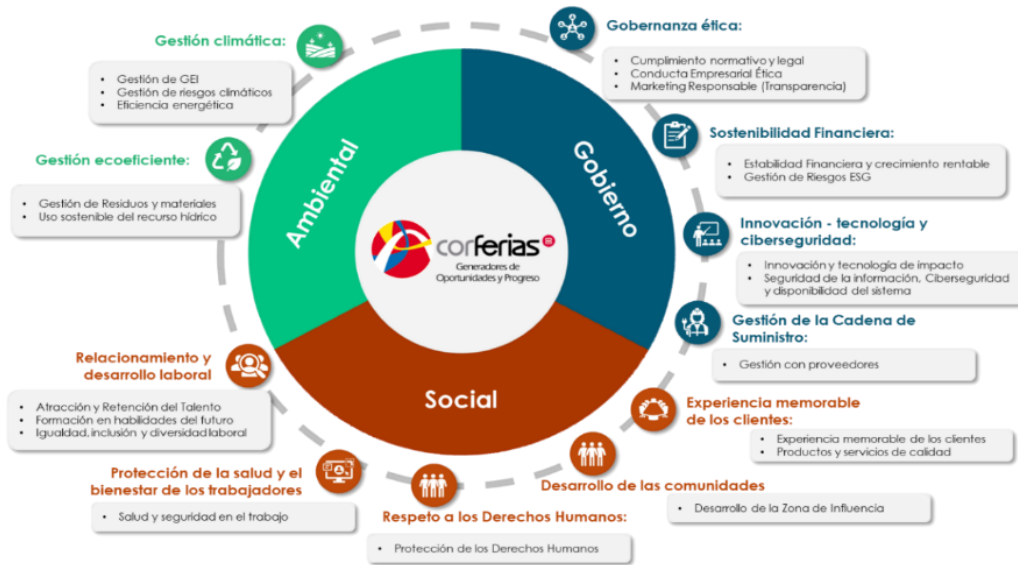 Gestión climática:
• Gestión de GEI
• Gestión de riesgos climáticos
• Eficiencia energética
Gestión ecoeficiente:
• Gestión de Residuos y materiales
• Uso sostenible del recurso hídrico
Ambiental
Gobierno
Social
corferias
Generadores de
Oportunidades y Progreso
Gobernanza ética:
• Cumplimiento normativo y legal
• Conducta Empresarial Ética
• Marketing Responsable (Transparencia)
Sostenibilidad Financiera:
• Estabilidad Financiera y crecimiento rentable
• Gestión de Riesgos ESG
Innovación - tecnología y
ciberseguridad:
• Innovación y tecnología de impacto
• Seguridad de la información, Ciberseguridad
y disponibilidad del sistema
Gestión de la Cadena de
Suministro:
• Gestión con proveedores
Experiencia memorable
de los clientes:
• Experiencia memorable de los clientes
• Productos y servicios de calidad
Desarrollo de las comunidades
• Desarrollo de la Zona de Influencia
Respeto a los Derechos Humanos:
• Protección de los Derechos Humanos
Protección de la salud y el
bienestar de los trabajadores
• Salud y seguridad en el trabajo
Relacionamiento y
desarrollo laboral
• Atracción y Retención del Talento
• Formación en habilidades del futuro
• Igualdad, inclusión y diversidad laboral